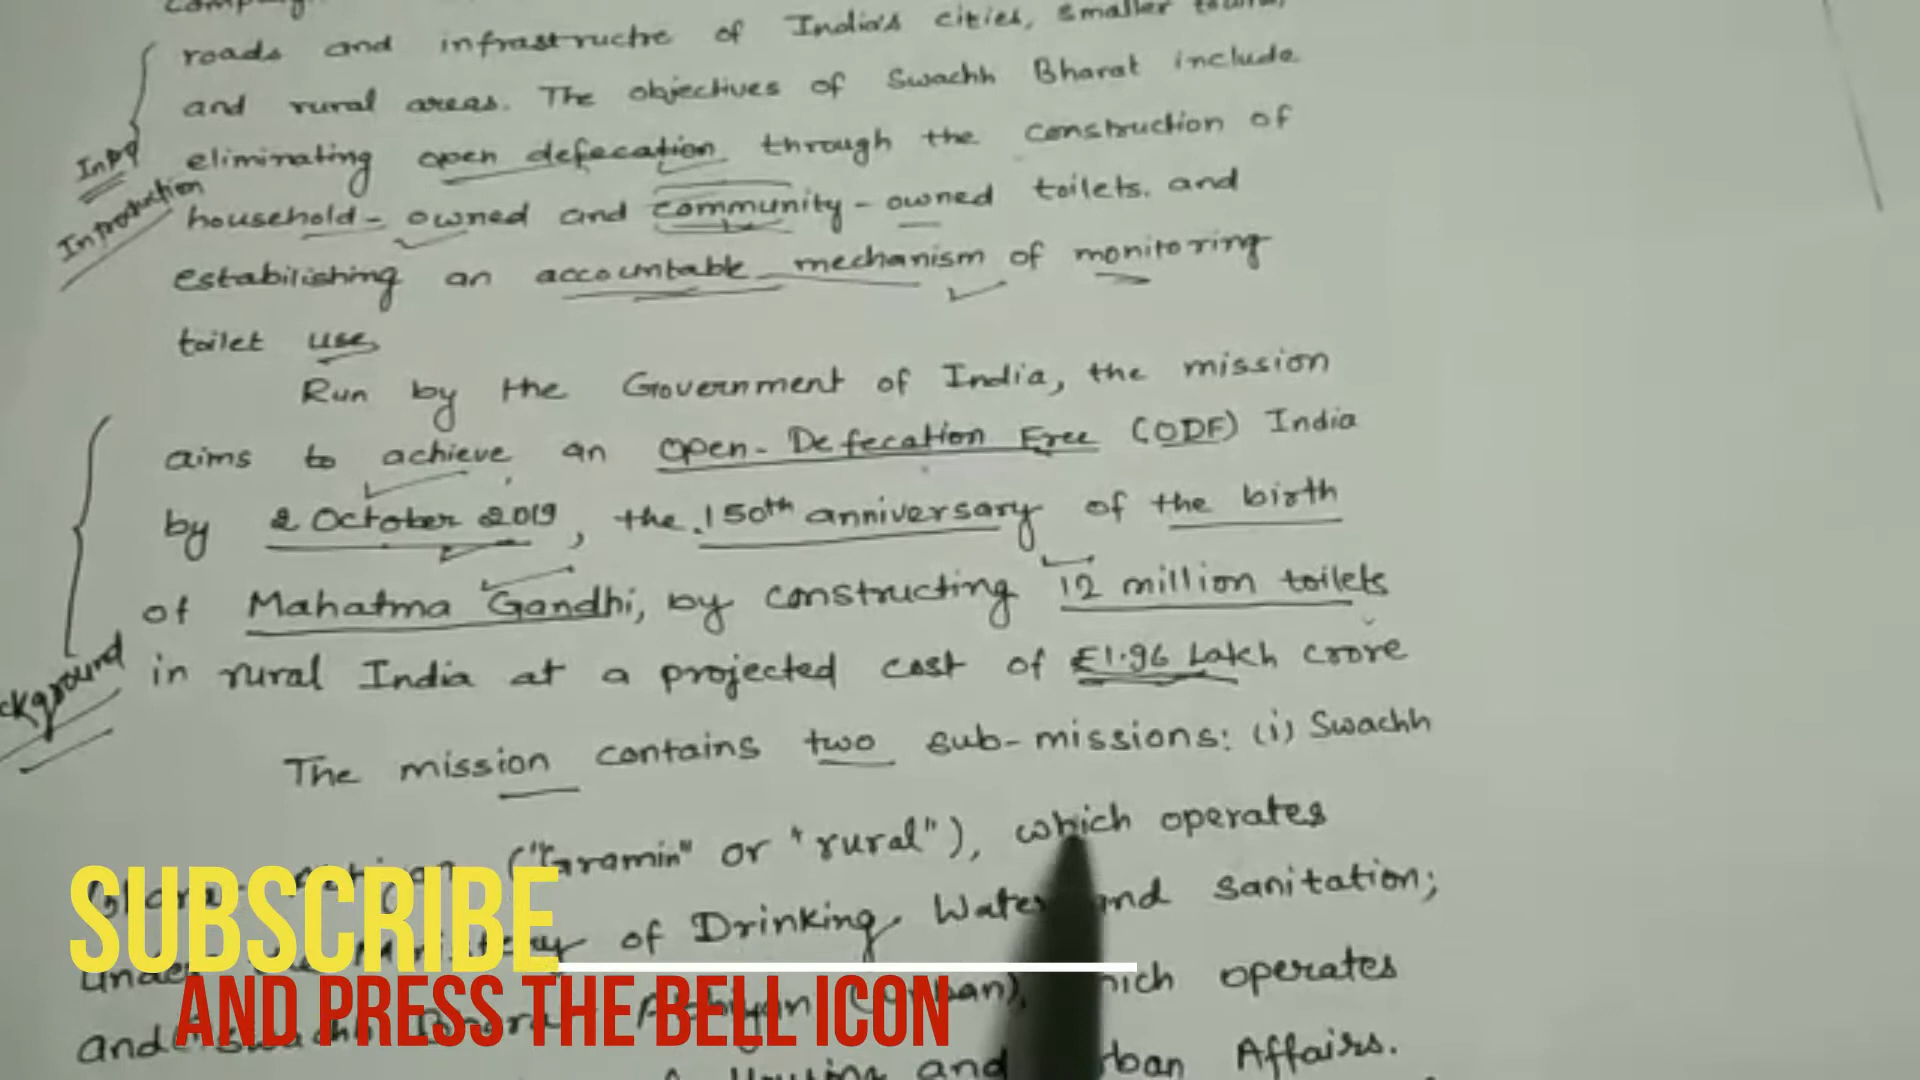 roads and infrastructre of India's cities, smaller
and rural areas. The objectives of Swachh Bharat include
eliminating open defecation through the construction of
household - owned and community - owned toilets. and
estabilishing an accountable mechanism of monitoring
toilet use
Introduction
Run by the Government of India, the mission
aims to achieve an open - Defecation Free (ODF) India
by 2 October 2019, the 150th anniversary of the birth
of Mahatma Gandhi, by constructing 12 million toilets
in rural India at a projected cost of £1.96 Lakh crore
The mission contains two sub-missions: (i) Swachh
("Gramin" or "rural"), which operates
of Drinking Water and sanitation;
and which operates
and Affairs.
SUBSCRIBE
AND PRESS THE BELL ICON